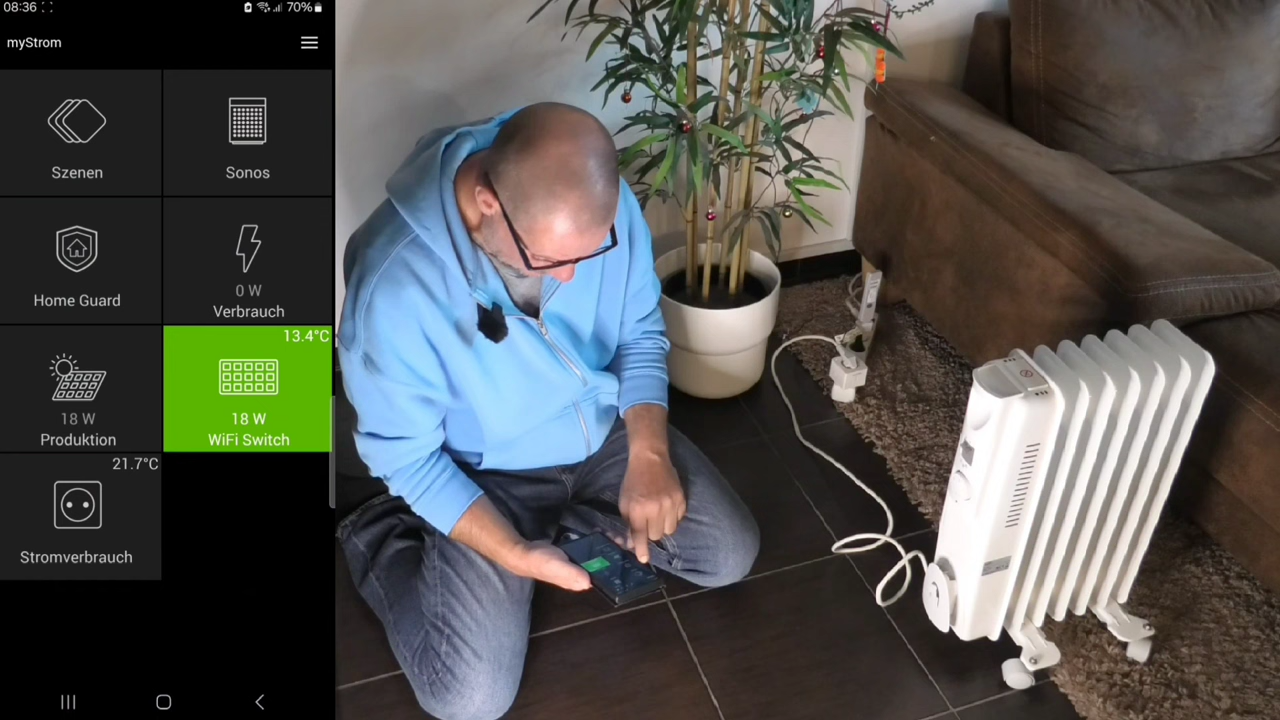 08:36
70%
myStrom
Szenen
Sonos
Home Guard
0 W
Verbrauch
13.4°C
18 W
Produktion
18 W
WiFi Switch
21.7°C
Stromverbrauch